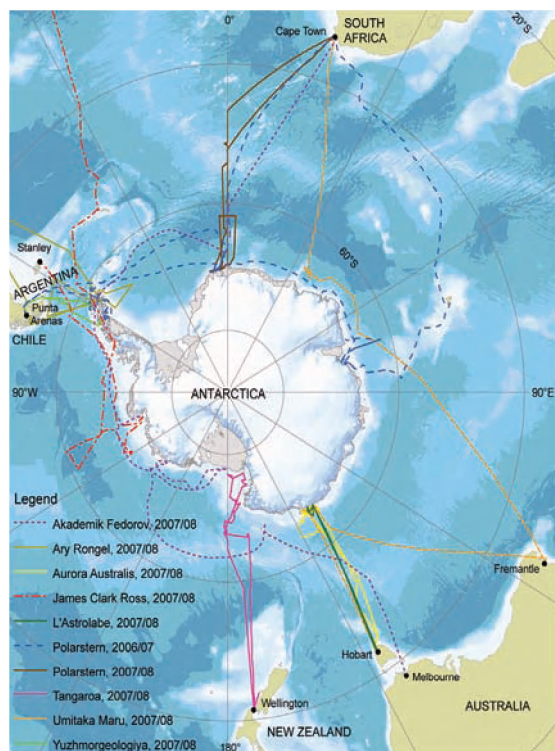 0°
SOUTH
AFRICA
Cape Town
20°S
60°S
Stanley
ARGENTINA
Punta
Arenas
CHILE
90°W
ANTARCTICA
90°E
Legend
Akademik Fedorov, 2007/08
Ary Rongel, 2007/08
Aurora Australis, 2007/08
James Clark Ross, 2007/08
L'Astrolabe, 2007/08
Polarstern, 2006/07
Polarstern, 2007/08
Tangaroa, 2007/08
Umitaka Maru, 2007/08
Yuzhmorgeologiya, 2007/08
Fremantle
Hobart
Melbourne
Wellington
AUSTRALIA
NEW ZEALAND
180°